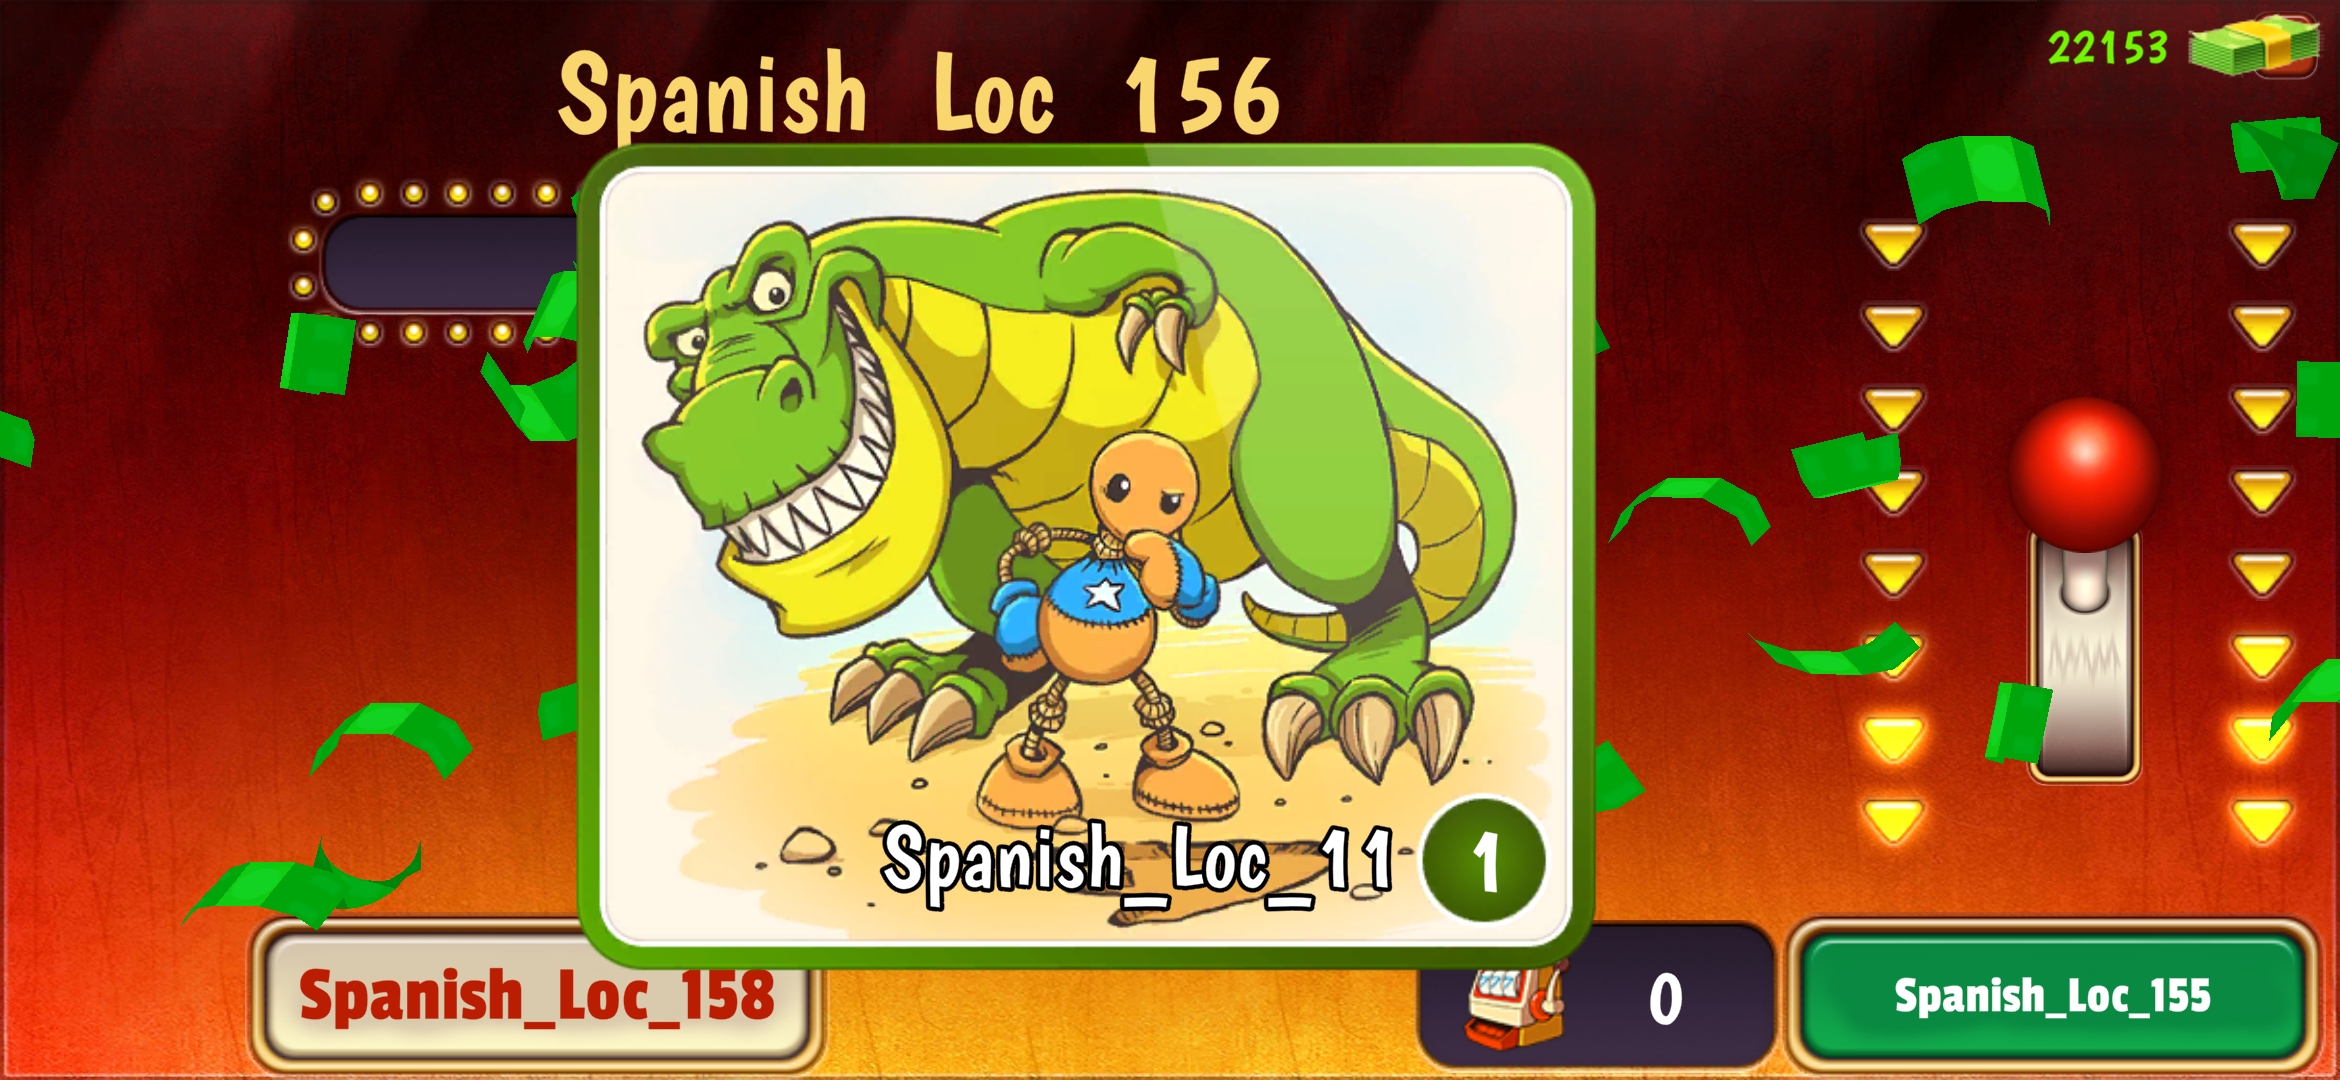 22153
Spanish Loc 156
Spanish_Loc_11
1
Spanish_Loc_158
0
Spanish_Loc_155